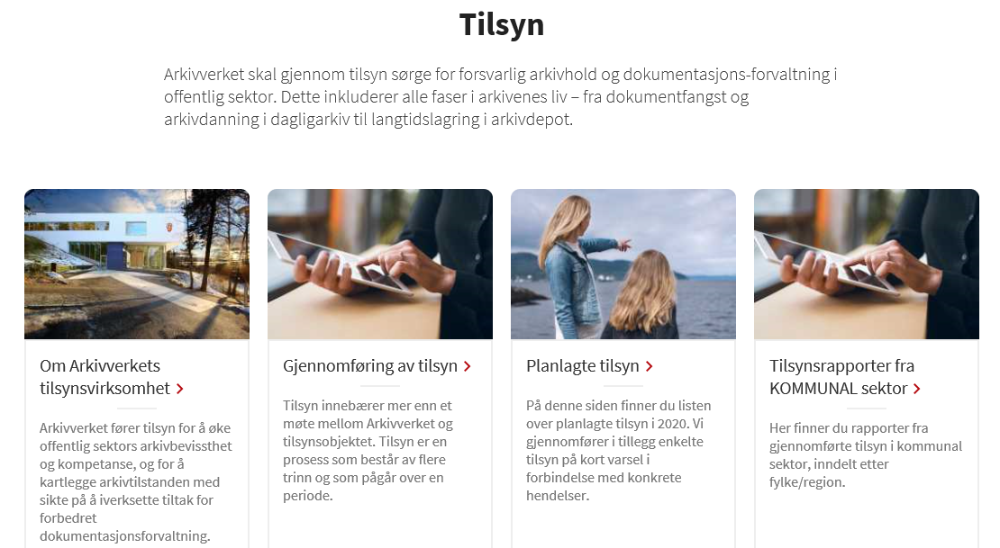 Tilsyn
Arkivverket skal gjennom tilsyn sørge for forsvarlig arkivhold og dokumentasjons-forvaltning i
offentlig sektor. Dette inkluderer alle faser i arkivenes liv – fra dokumentfangst og
arkivdanning i dagligarkiv til langtidslagring i arkivdepot.
Om Arkivverkets
tilsynsvirksomhet
Arkivverket fører tilsyn for å øke
offentlig sektors arkivbevissthet
og kompetanse, og for å
kartlegge arkivtilstanden med
sikte på å iverksette tiltak for
forbedret
dokumentasjonsforvaltning.
Gjennomføring av tilsyn
Tilsyn innebærer mer enn et
møte mellom Arkivverket og
tilsynsobjektet. Tilsyn er en
prosess som består av flere
trinn og som pågår over en
periode.
Planlagte tilsyn
På denne siden finner du listen
over planlagte tilsyn i 2020. Vi
gjennomfører i tillegg enkelte
tilsyn på kort varsel i
forbindelse med konkrete
hendelser.
Tilsynsrapporter fra
KOMMUNAL sektor
Her finner du rapporter fra
gjennomførte tilsyn i kommunal
sektor, inndelt etter
fylke/region.